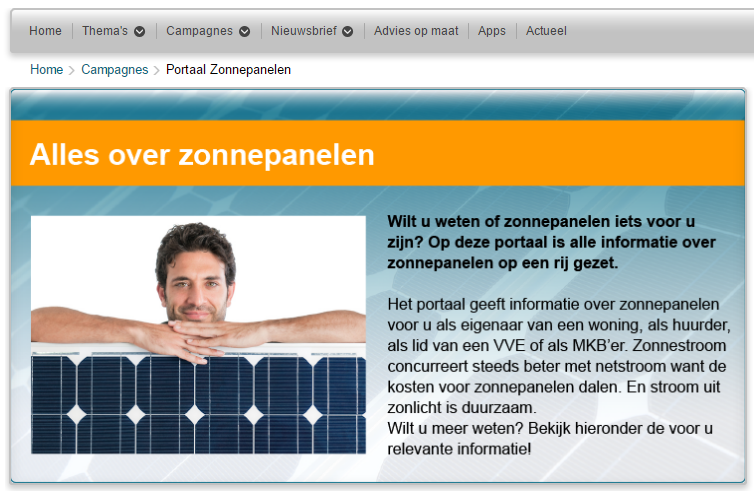 Home Thema's Campagnes Nieuwsbrief Advies op maat Apps Actueel
Home Campagnes Portaal Zonnepanelen
Alles over zonnepanelen
Wilt u weten of zonnepanelen iets voor u
zijn? Op deze portaal is alle informatie over
zonnepanelen op een rij gezet.
Het portaal geeft informatie over zonnepanelen
voor u als eigenaar van een woning, als huurder,
als lid van een VVE of als MKB'er. Zonnestroom
concurreert steeds beter met netstroom want de
kosten voor zonnepanelen dalen. En stroom uit
zonlicht is duurzaam.
Wilt u meer weten? Bekijk hieronder de voor u
relevante informatie!